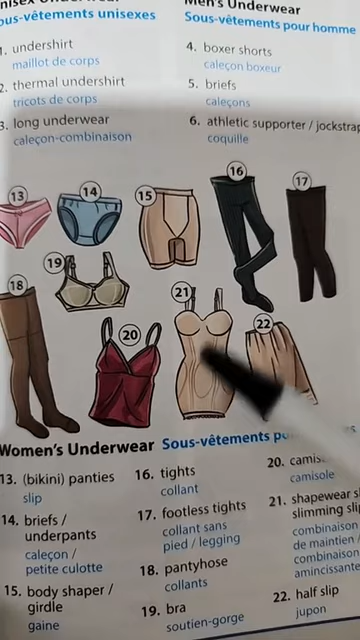 Men's Underwear
Sous-vêtements unisexes
Sous-vêtements pour homme
1. undershirt
maillot de corps
2. thermal undershirt
tricots de corps
3. long underwear
caleçon-combinaison
4. boxer shorts
caleçon boxeur
5. briefs
caleçons
6. athletic supporter / jockstrap
coquille
13
14
15
16
17
18
19
20
21
22
Women's Underwear Sous-vêtements
13. (bikini) panties
slip
14. briefs /
underpants
caleçon /
petite culotte
15. body shaper /
girdle
gaine
16. tights
collant
17. footless tights
collant sans
pied / legging
18. pantyhose
collants
19. bra
soutien-gorge
20.
camisole
21. shapewear
slimming slip
combinaison
de maintien /
combinaison
amincissante
22. half slip
jupon